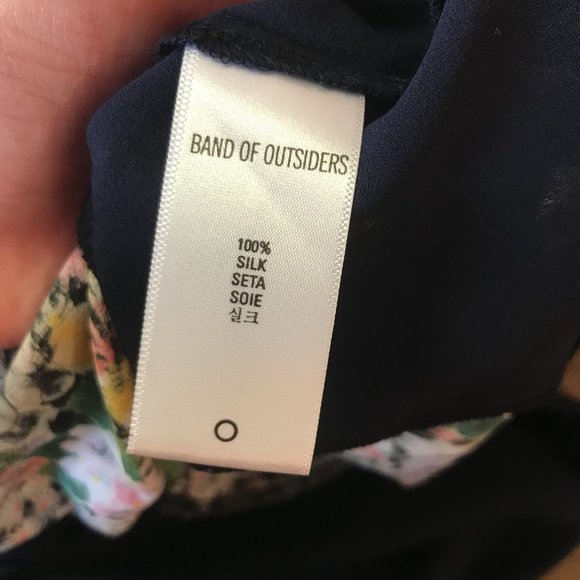 BAND OF OUTSIDERS
100%
SILK
SETA
SOIE
실크
O